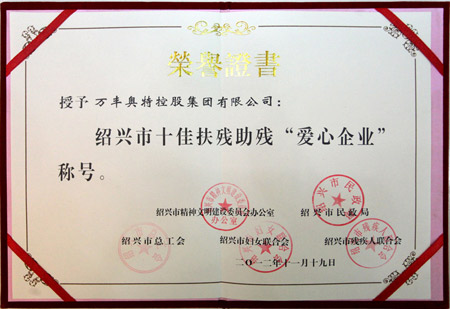 榮譽證書
授予万丰奥特控股集团有限公司：
绍兴市十佳扶残助残“爱心企业”
称号。
绍兴市精神文明建设委员会办公室 绍兴市民政局
绍兴市总工会 绍兴市妇女联合会 绍兴市残疾人联合会
二〇一二年十一月十九日